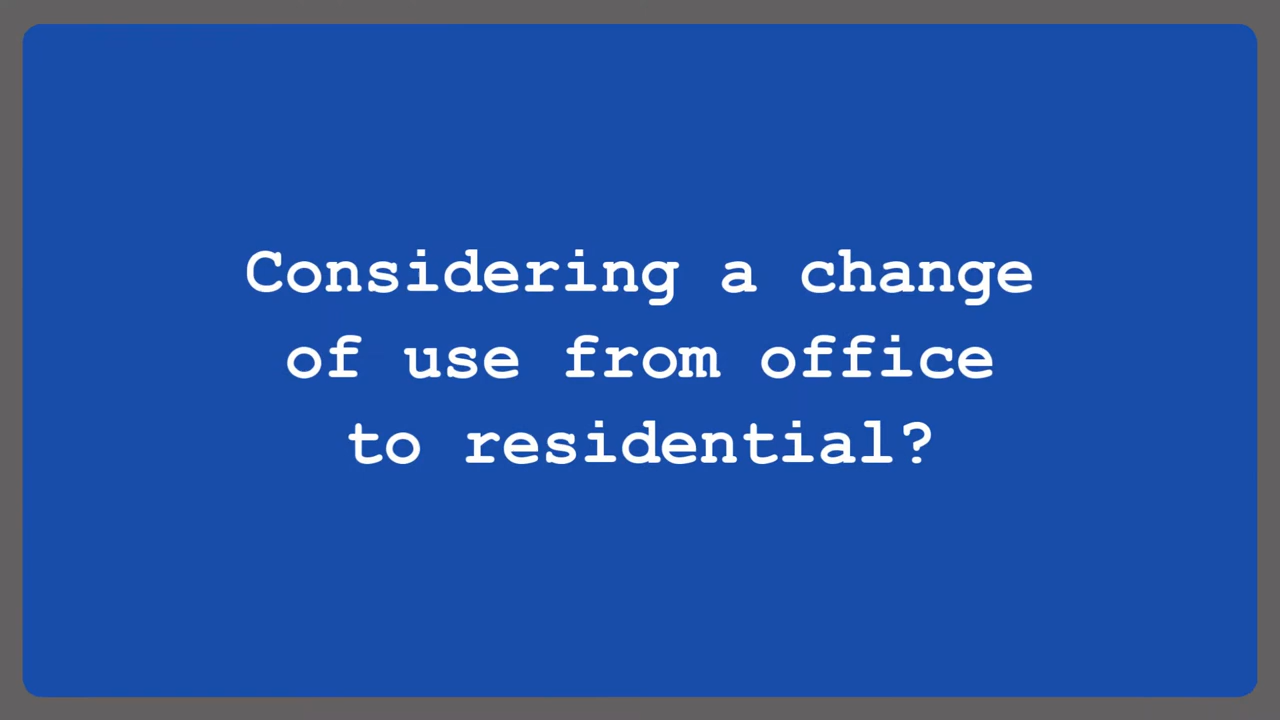 Considering a change
of use from office
to residential?